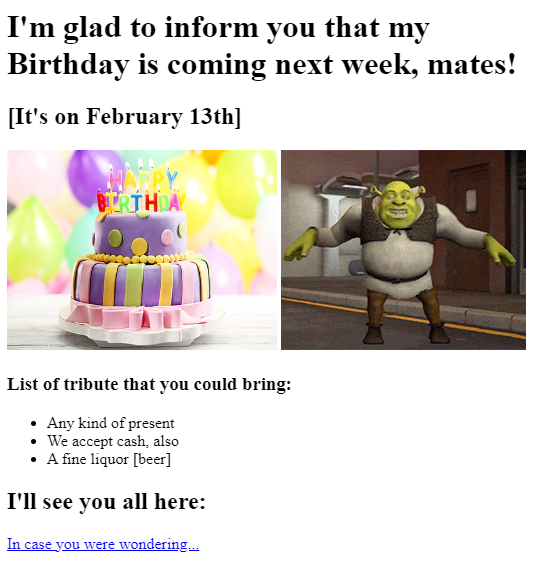 I'm glad to inform you that my
Birthday is coming next week, mates!
[It's on February 13th]
HAPPY
BIRTHDAY
List of tribute that you could bring:
Any kind of present
We accept cash, also
A fine liquor [beer]
I'll see you all here:
In case you were wondering...